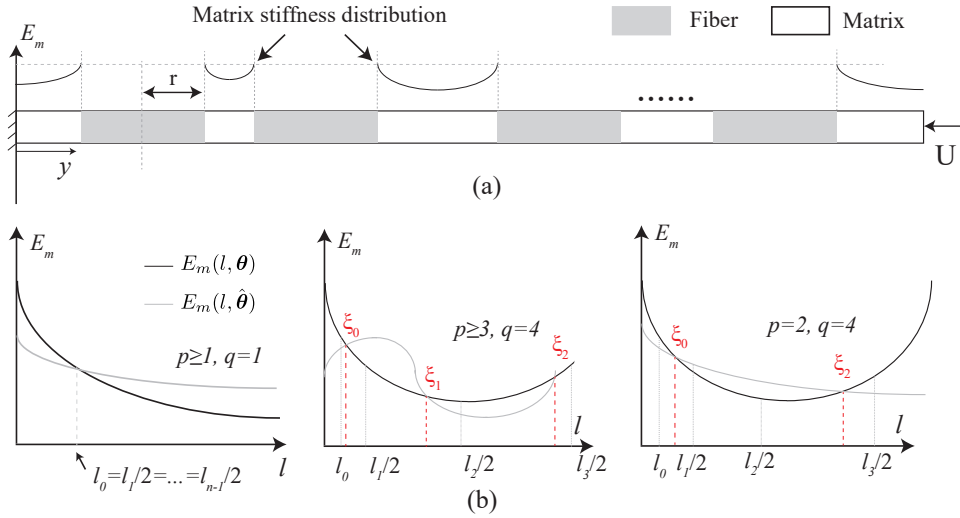 Matrix stiffness distribution
Fiber
Matrix
E_m
r
......
y
U
(a)
E_m
E_m(l, θ)
E_m(l, θ̂)
p≥1, q=1
l
l_0=l_1/2=...=l_{n-1}/2
E_m
p≥3, q=4
ξ_0
ξ_1
ξ_2
l
l_0
l_1/2
l_2/2
l_3/2
E_m
p=2, q=4
ξ_0
ξ_2
l
l_0
l_1/2
l_2/2
l_3/2
(b)